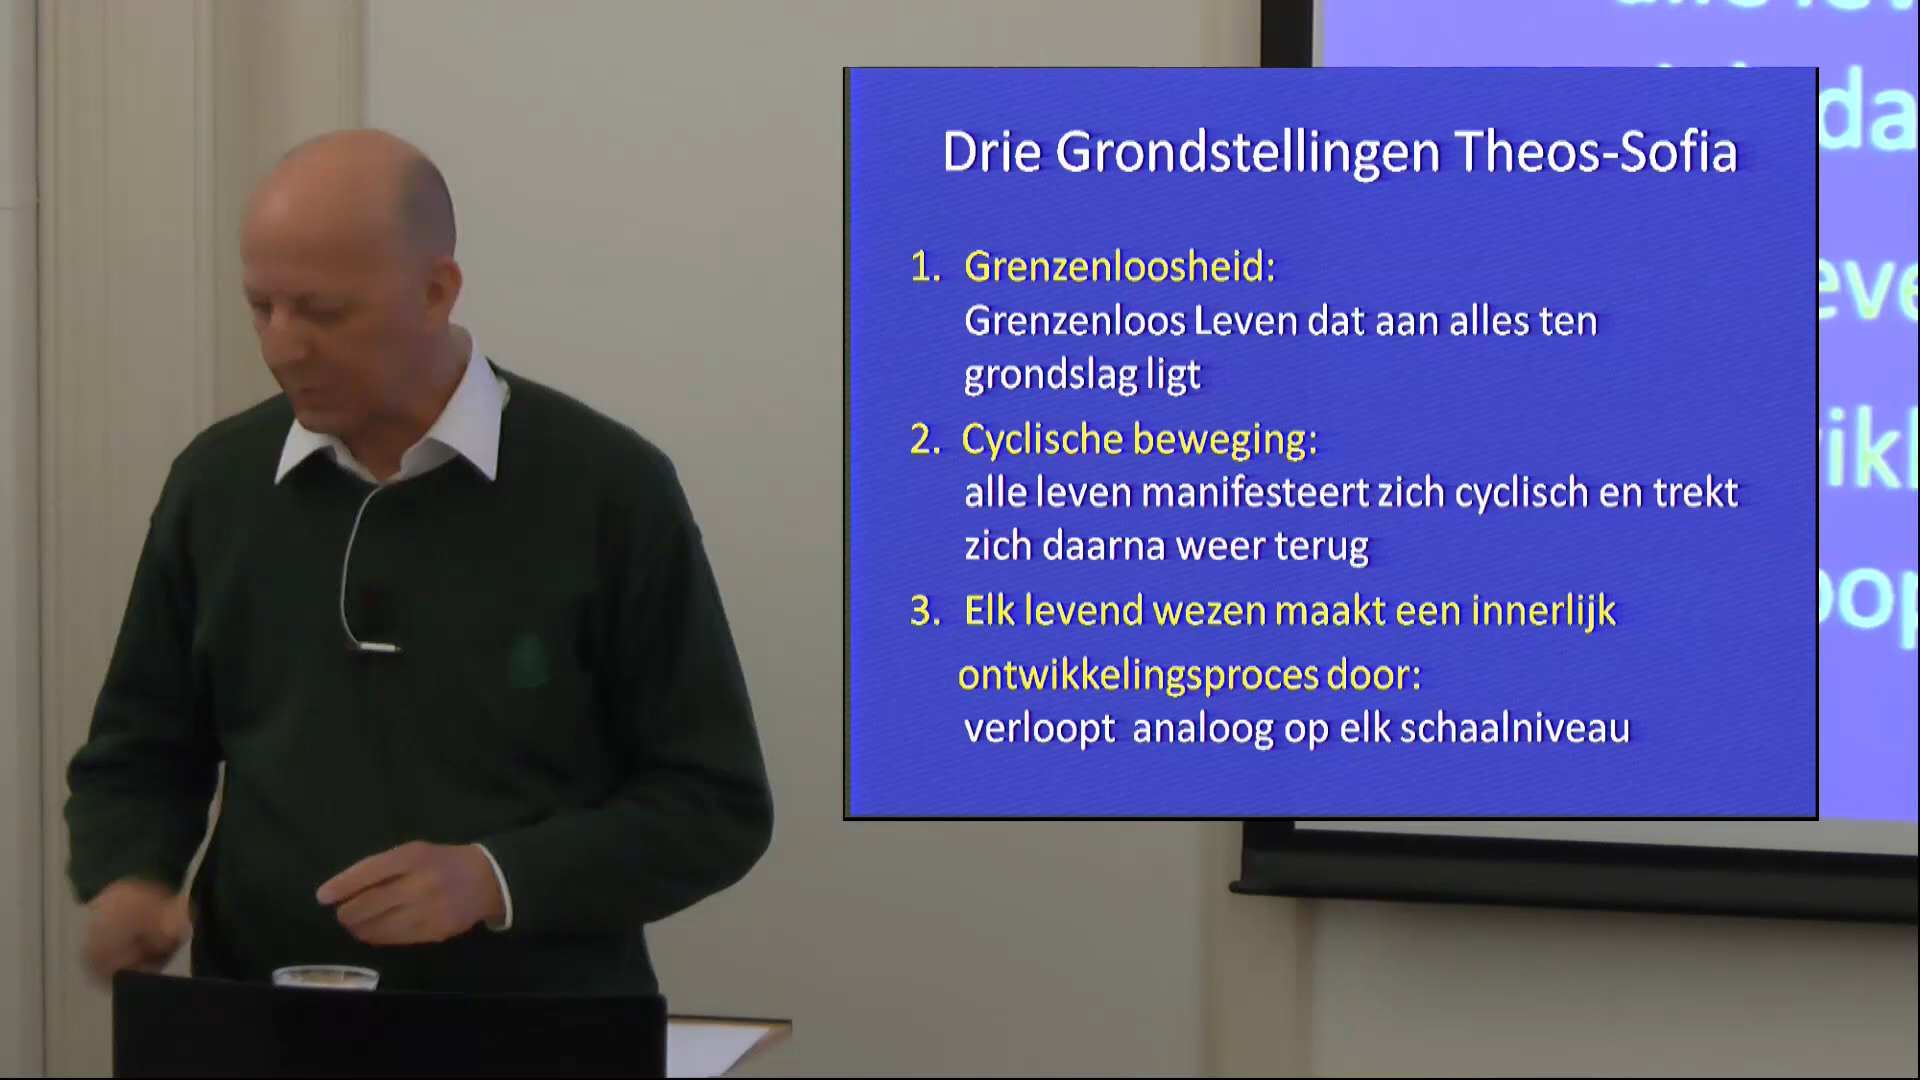 Drie Grondstellingen Theos-Sofia
1. Grenzenloosheid:
Grenzenloos Leven dat aan alles ten
grondslag ligt
2. Cyclische beweging:
alle leven manifesteert zich cyclisch en trekt
zich daarna weer terug
3. Elk levend wezen maakt een innerlijk
ontwikkelingsproces door:
verloopt analoog op elk schaalniveau